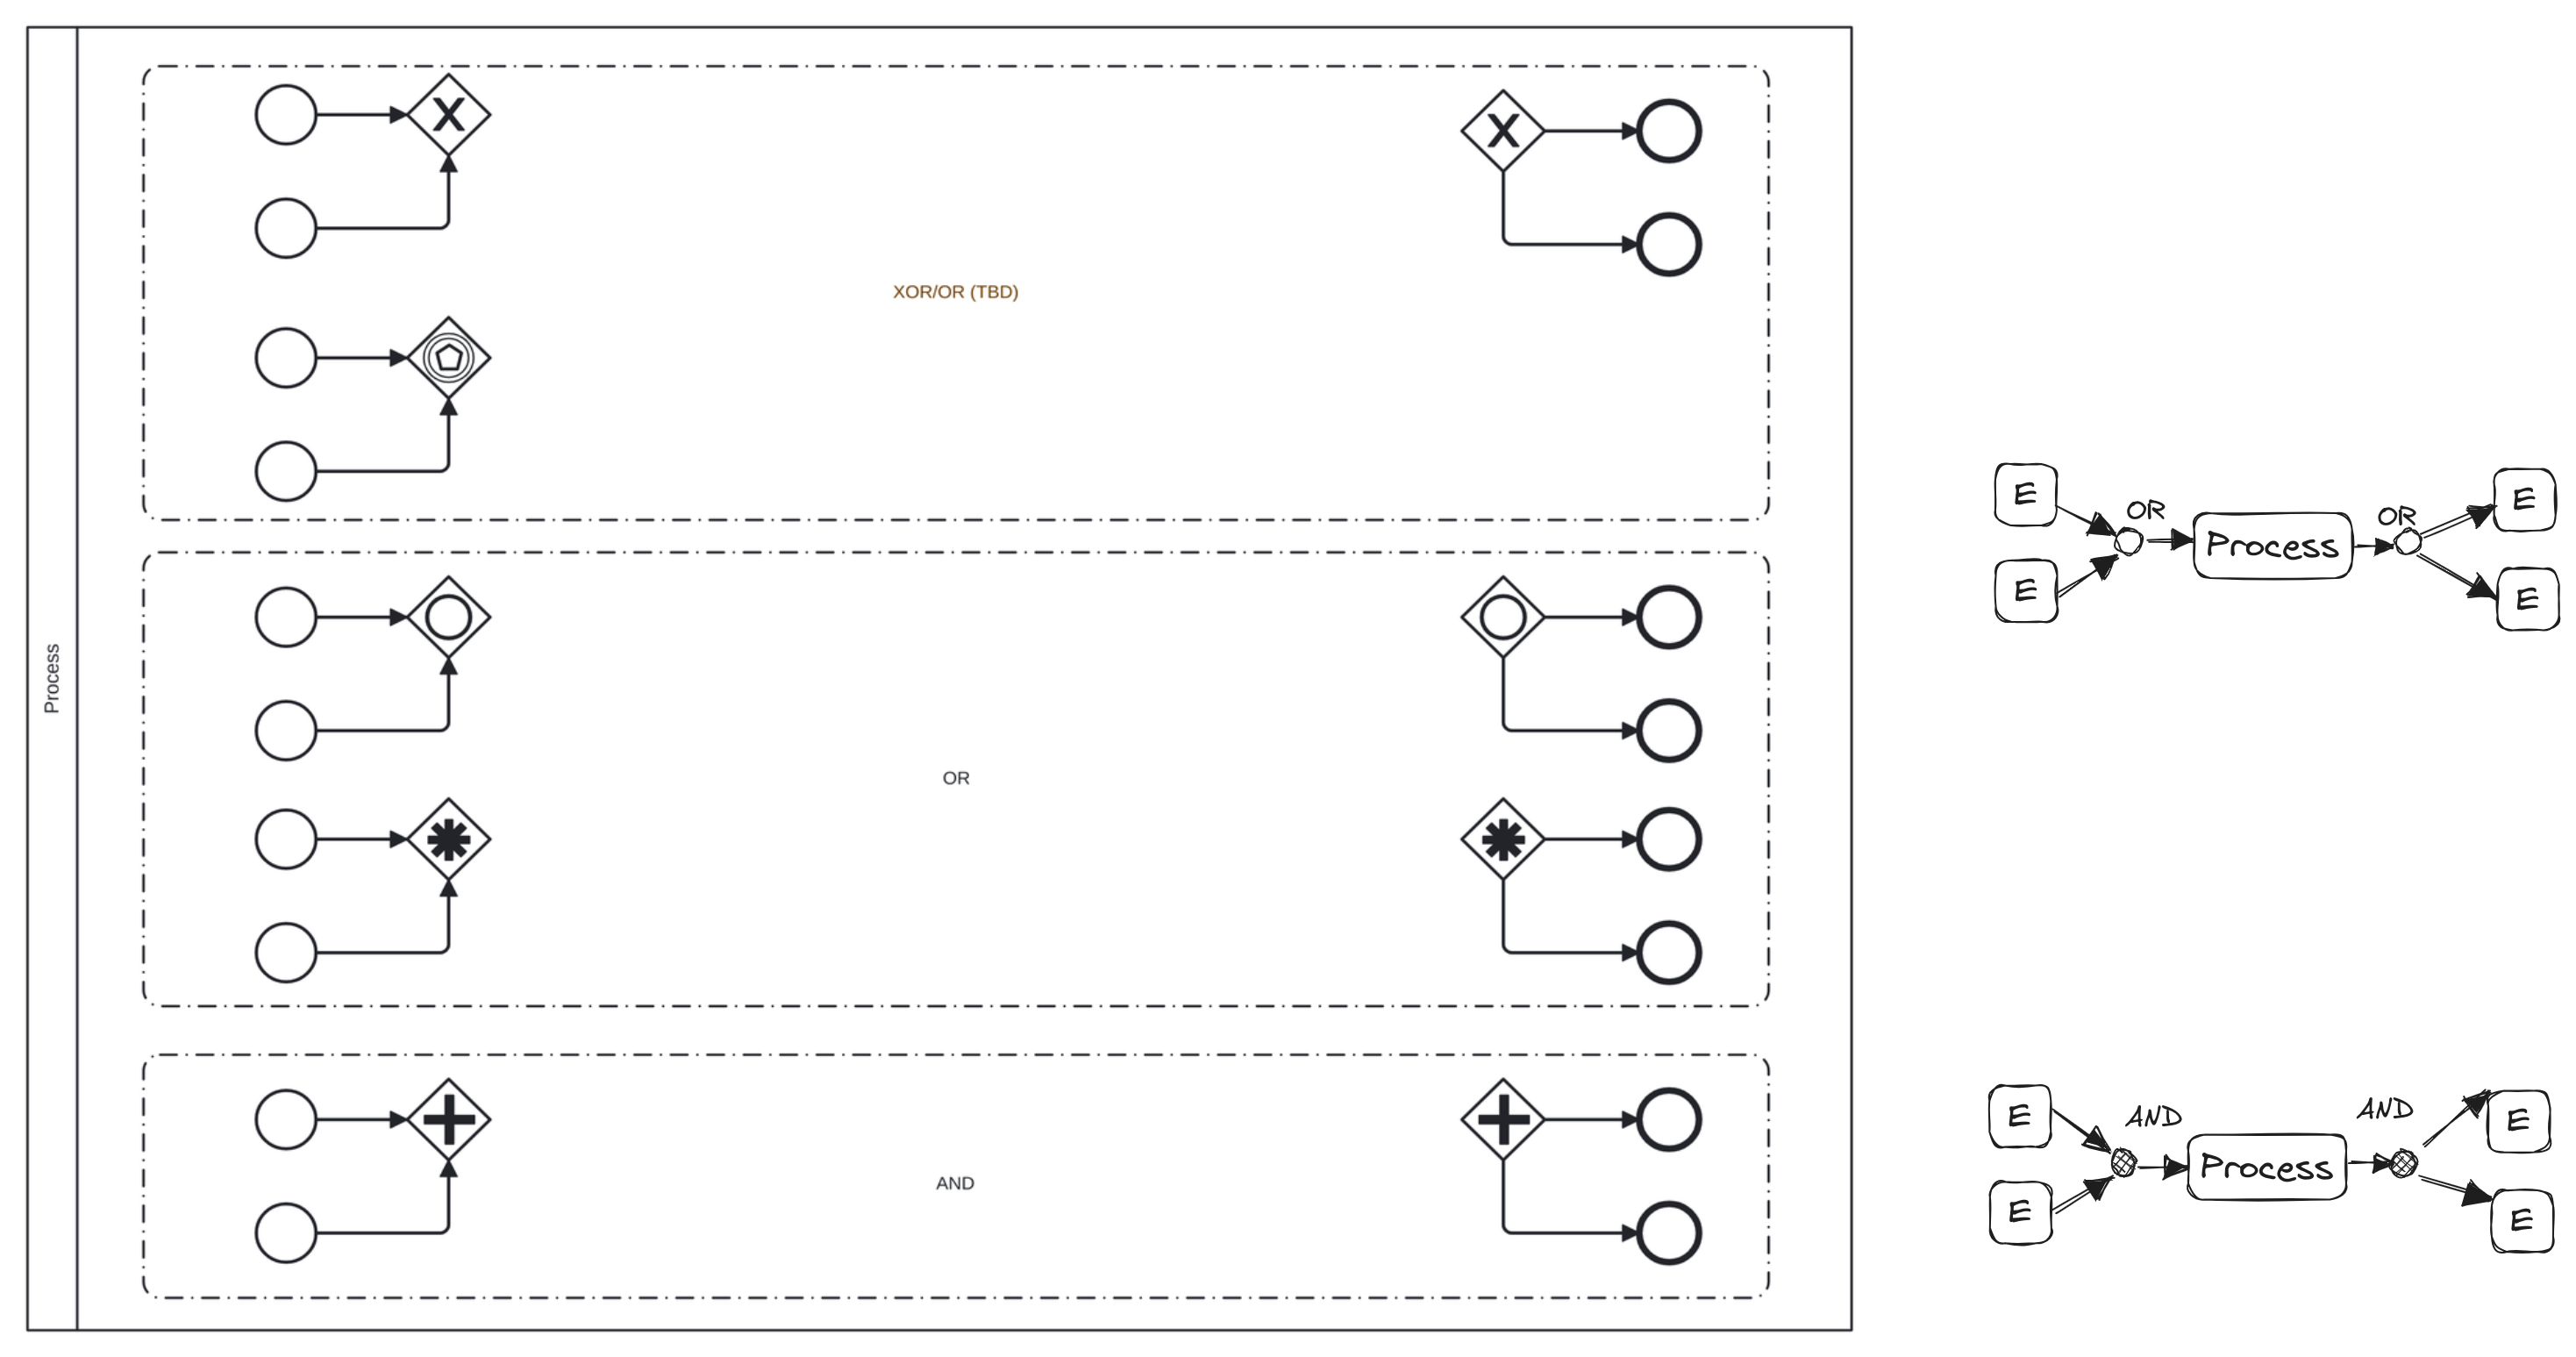 Process
X
X
XOR/OR (TBD)
OR
AND
E
E
OR
Process
OR
E
E
E
E
AND
Process
AND
E
E